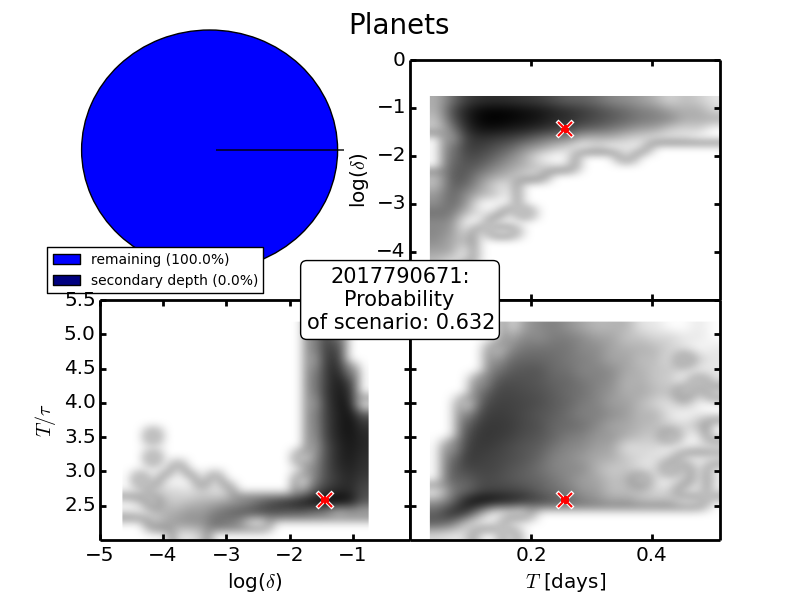 Planets
remaining (100.0%)
secondary depth (0.0%)
0
−1
−2
−3
−4
log(δ)
2017790671:
Probability
of scenario: 0.632
5.5
5.0
4.5
4.0
3.5
3.0
2.5
T/τ
−5
−4
−3
−2
−1
log(δ)
0.2
0.4
T [days]